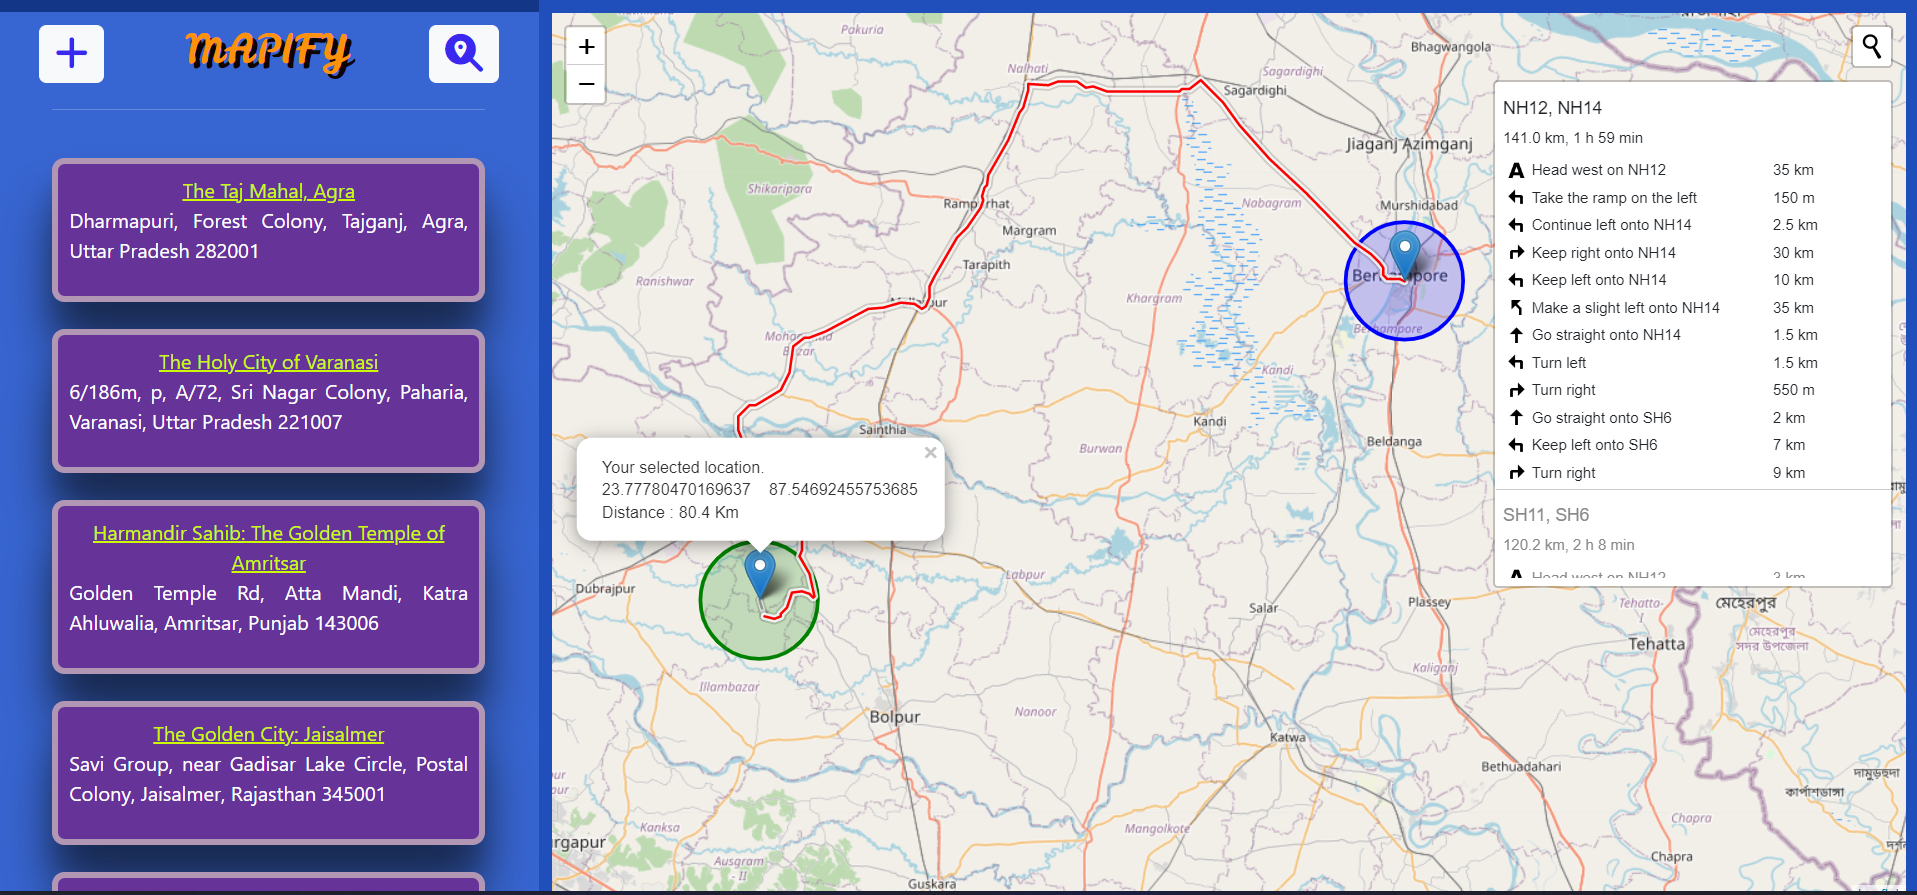 MAPIFY
The Taj Mahal, Agra
Dharmapuri, Forest Colony, Tajganj, Agra,
Uttar Pradesh 282001
The Holy City of Varanasi
6/186m, p, A/72, Sri Nagar Colony, Paharia,
Varanasi, Uttar Pradesh 221007
Harmandir Sahib: The Golden Temple of
Amritsar
Golden Temple Rd, Atta Mandi, Katra
Ahluwalia, Amritsar, Punjab 143006
The Golden City: Jaisalmer
Savi Group, near Gadisar Lake Circle, Postal
Colony, Jaisalmer, Rajasthan 345001
+
−
Pakuria
Bhagwangola
Nalhati
Sagardighi
Sagardighi
Jiaganj Azimganj
Shikaripara
Murshidabad
Nabagram
Margram
Tarapith
Ranishwar
Khargram
Berhampore
Kandi
Sainthia
Kandi
Beldanga
Burwan
Your selected location.
23.77780470169637 87.54692455753685
Distance : 80.4 Km
×
Labpur
Dubrajpur
Salar
Plassey
Tehatta
মেহেরপুর
মেহেরপুর
সদর উপজেলা
Tehatta
Kaliganj
Illambazar
Nanoor
Bolpur
Katwa
Bethuadahari
Kanksa
Mangolkote
Chapra
Chapra
Ausgram
- II
Guskara
NH12, NH14
141.0 km, 1 h 59 min
Head west on NH12 35 km
Take the ramp on the left 150 m
Continue left onto NH14 2.5 km
Keep right onto NH14 30 km
Keep left onto NH14 10 km
Make a slight left onto NH14 35 km
Go straight onto NH14 1.5 km
Turn left 1.5 km
Turn right 550 m
Go straight onto SH6 2 km
Keep left onto SH6 7 km
Turn right 9 km
SH11, SH6
120.2 km, 2 h 8 min
Head west on NH12 3 km